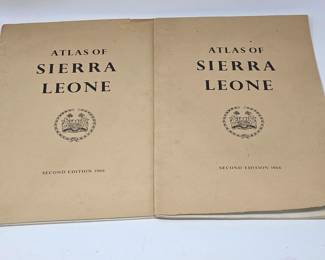 ATLAS OF
SIERRA
LEONE
SECOND EDITION 1966
ATLAS OF
SIERRA
LEONE
SECOND EDITION 1966